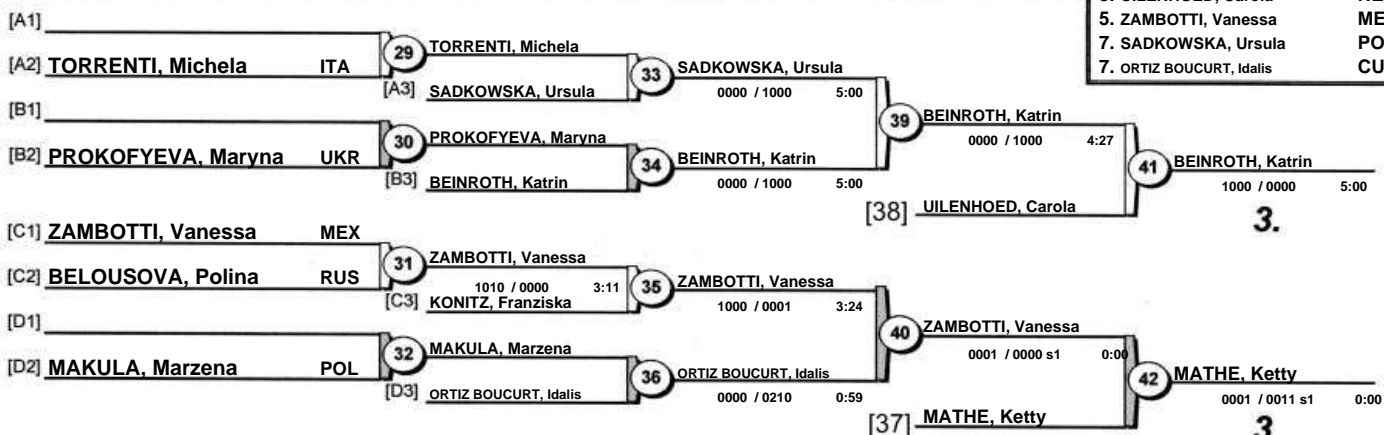 5. ZAMBOTTI, Vanessa ME
7. SADKOWSKA, Ursula PO
7. ORTIZ BOUCURT, Idalis CU
[A1]
[A2] TORRENTI, Michela ITA
29
TORRENTI, Michela
[A3] SADKOWSKA, Ursula
33
SADKOWSKA, Ursula
0000 / 1000 5:00
[B1]
[B2] PROKOFYEVA, Maryna UKR
30
PROKOFYEVA, Maryna
[B3] BEINROTH, Katrin
34
BEINROTH, Katrin
0000 / 1000 5:00
39
BEINROTH, Katrin
0000 / 1000 4:27
[38] UILENHOED, Carola
41
BEINROTH, Katrin
1000 / 0000 5:00
3.
[C1] ZAMBOTTI, Vanessa MEX
[C2] BELOUSOVA, Polina RUS
31
ZAMBOTTI, Vanessa
1010 / 0000 3:11
[C3] KONITZ, Franziska
35
ZAMBOTTI, Vanessa
1000 / 0001 3:24
[D1]
[D2] MAKULA, Marzena POL
32
MAKULA, Marzena
[D3] ORTIZ BOUCURT, Idalis
36
ORTIZ BOUCURT, Idalis
0000 / 0210 0:59
40
ZAMBOTTI, Vanessa
0001 / 0000 s1 0:00
[37] MATHE, Ketty
42
MATHE, Ketty
0001 / 0011 s1 0:00
3